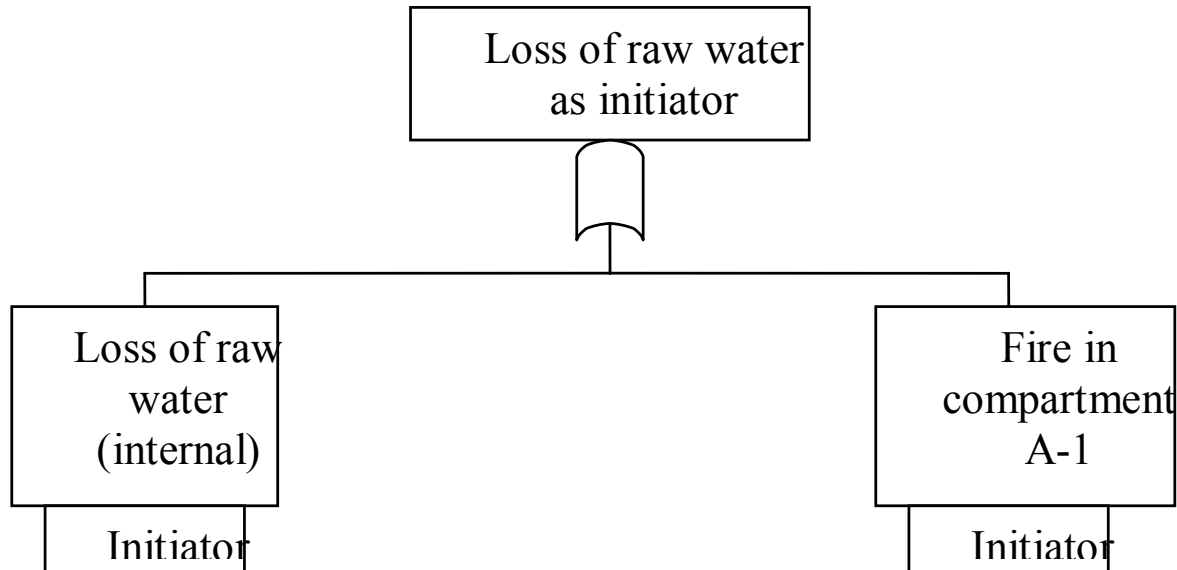 Loss of raw water
as initiator
Loss of raw
water
(internal)
Initiator
Fire in
compartment
A-1
Initiator